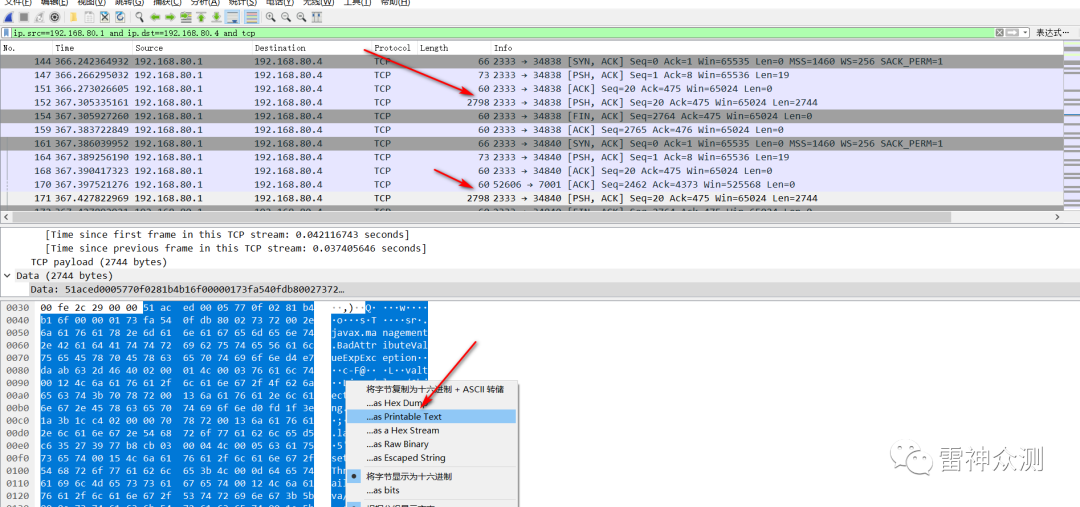 文件(F) 编辑(E) 视图(V) 跳转(G) 捕获(C) 分析(A) 统计(S) 电话(Y) 无线(W) 工具(T) 帮助(H)
ip.src==192.168.80.1 and ip.dst==192.168.80.4 and tcp 表达式…
No. Time Source Destination Protocol Length Info
144 366.242364932 192.168.80.1 192.168.80.4 TCP 66 2333 → 34838 [SYN, ACK] Seq=0 Ack=1 Win=65535 Len=0 MSS=1460 WS=256 SACK_PERM=1
147 366.266295032 192.168.80.1 192.168.80.4 TCP 73 2333 → 34838 [PSH, ACK] Seq=1 Ack=8 Win=65536 Len=19
151 366.273026605 192.168.80.1 192.168.80.4 TCP 60 2333 → 34838 [ACK] Seq=20 Ack=475 Win=65024 Len=0
152 367.305335161 192.168.80.1 192.168.80.4 TCP 2798 2333 → 34838 [PSH, ACK] Seq=20 Ack=475 Win=65024 Len=2744
154 367.305927260 192.168.80.1 192.168.80.4 TCP 60 2333 → 34838 [FIN, ACK] Seq=2764 Ack=475 Win=65024 Len=0
159 367.383722849 192.168.80.1 192.168.80.4 TCP 60 2333 → 34838 [ACK] Seq=2765 Ack=476 Win=65024 Len=0
161 367.386039952 192.168.80.1 192.168.80.4 TCP 66 2333 → 34840 [SYN, ACK] Seq=0 Ack=1 Win=65535 Len=0 MSS=1460 WS=256 SACK_PERM=1
164 367.389256190 192.168.80.1 192.168.80.4 TCP 73 2333 → 34840 [PSH, ACK] Seq=1 Ack=8 Win=65536 Len=19
168 367.390417323 192.168.80.1 192.168.80.4 TCP 60 2333 → 34840 [ACK] Seq=20 Ack=475 Win=65024 Len=0
170 367.397521276 192.168.80.1 192.168.80.4 TCP 60 52606 → 7001 [ACK] Seq=2462 Ack=4373 Win=525568 Len=0
171 367.427822969 192.168.80.1 192.168.80.4 TCP 2798 2333 → 34840 [PSH, ACK] Seq=20 Ack=475 Win=65024 Len=2744
[Time since first frame in this TCP stream: 0.042116743 seconds]
[Time since previous frame in this TCP stream: 0.037405646 seconds]
TCP payload (2744 bytes)
Data (2744 bytes)
Data: 51aced0005770f0281b4b16f00000173fa540fdb80027372…
0030 00 fe 2c 29 00 00 51 ac ed 00 05 77 0f 02 81 b4 ··,)··Q· ···w····
0040 b1 6f 00 00 01 73 fa 54 0f db 80 02 73 72 00 2e ·o···s·T ····sr·.
0050 6a 61 76 61 78 2e 6d 61 6e 61 67 65 6d 65 6e 74 javax.ma nagement
0060 2e 42 61 64 41 74 74 72 69 62 75 74 65 56 61 6c .BadAttr ibuteVal
0070 75 65 45 78 70 45 78 63 65 70 74 69 6f 6e d4 e7 ueExpExc eption··
0080 da ab 63 2d 46 40 02 00 01 4c 00 03 76 61 6c 74 ··c-F@·· ·L··valt
0090 00 12 4c 6a 61 76 61 2f 6c 61 6e 67 2f 4f 62 6a
00a0 65 63 74 3b 70 78 72 00 13 6a 61 76 61 2e 6c 61 ect
00b0 6e 67 2e 45 78 63 65 70 74 69 6f 6e d0 fd 1f 3e ng.
00c0 1a 3b 1c c4 02 00 00 70 78 72 00 13 6a 61 76 61 ·;
00d0 2e 6c 61 6e 67 2e 54 68 72 6f 77 61 62 6c 65 d5 .la
00e0 c6 35 27 39 77 b8 cb 03 00 04 4c 00 05 63 61 75 ·5'
00f0 73 65 74 00 15 4c 6a 61 76 61 2f 6c 61 6e 67 2f set
0100 54 68 72 6f 77 61 62 6c 65 3b 4c 00 0d 64 65 74 Thr
0110 61 69 6c 4d 65 73 73 61 67 65 74 00 12 4c 6a 61 ail
0120 76 61 2f 6c 61 6e 67 2f 53 74 72 69 6e 67 3b 5b va/
将字节复制为十六进制 + ASCII 转储
…as Hex Dump
…as Printable Text
…as a Hex Stream
…as Raw Binary
…as Escaped String
将字节显示为十六进制
…as bits
雷神众测